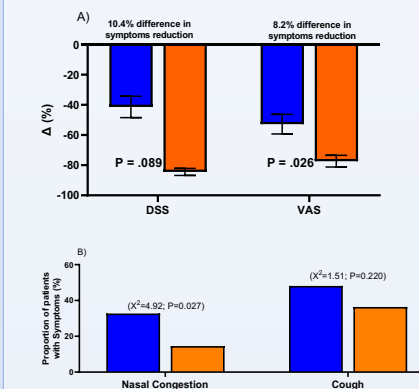 A)
10.4% difference in
symptoms reduction
8.2% difference in
symptoms reduction
0
-20
-40
-60
-80
-100
Δ (%)
P = .089
P = .026
DSS
VAS
B)
60
40
20
0
Proportion of patients
with Symptoms (%)
(X²=4.92; P=0.027)
(X²=1.51; P=0.220)
Nasal Congestion
Cough